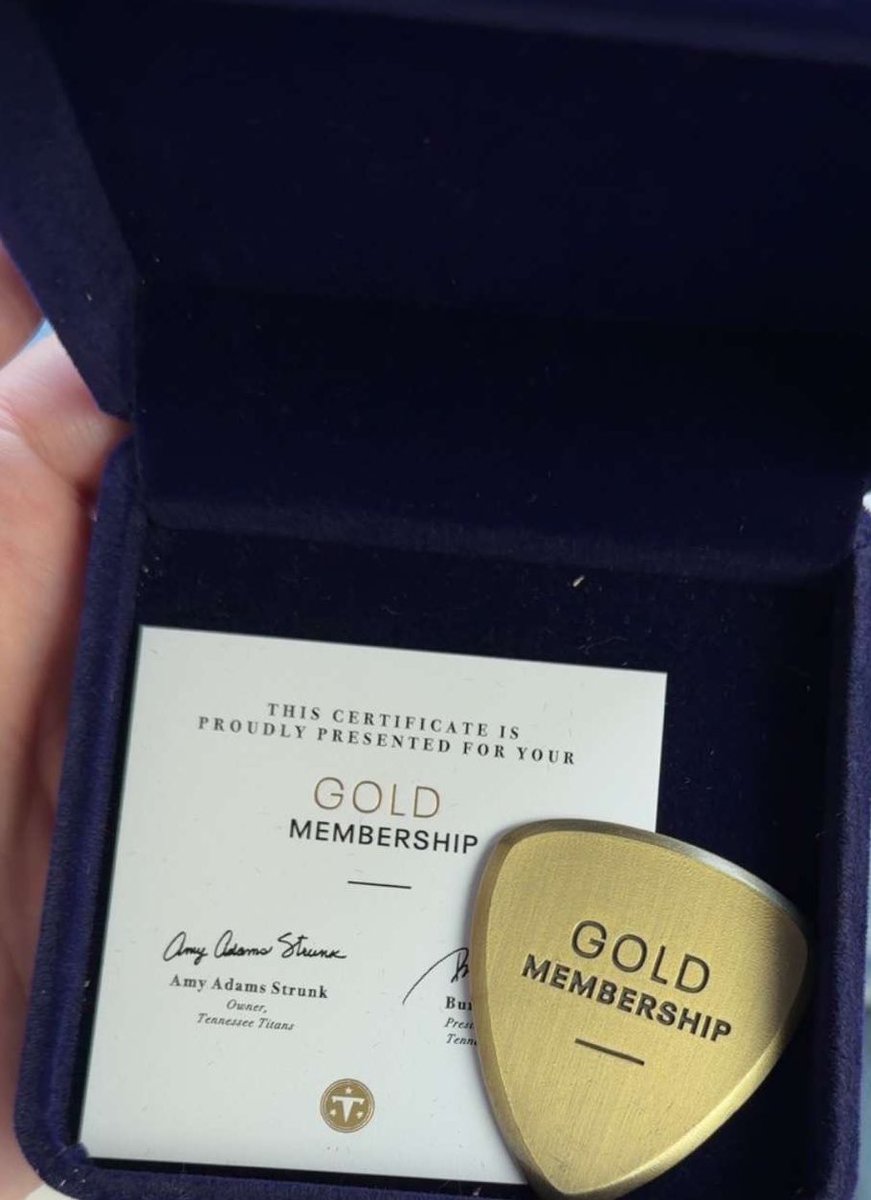 THIS CERTIFICATE IS
PROUDLY PRESENTED FOR YOUR
GOLD
MEMBERSHIP
Amy Adams Strunk
Amy Adams Strunk
Owner,
Tennessee Titans
GOLD
MEMBERSHIP